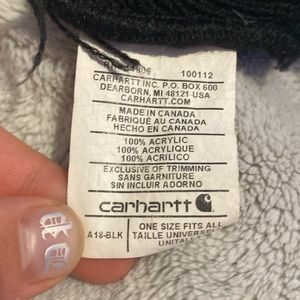 100112
CARHARTT INC. P.O. BOX 600
DEARBORN, MI 48121 USA
CARHARTT.COM
MADE IN CANADA
FABRIQUÉ AU CANADA
HECHO EN CANADA
100% ACRYLIC
100% ACRYLIQUE
100% ACRILICO
EXCLUSIVE OF TRIMMING
SANS GARNITURE
SIN INCLUIR ADORNO
carhartt
A18-BLK
ONE SIZE FITS ALL
TAILLE UNIVERSE
UNITAL